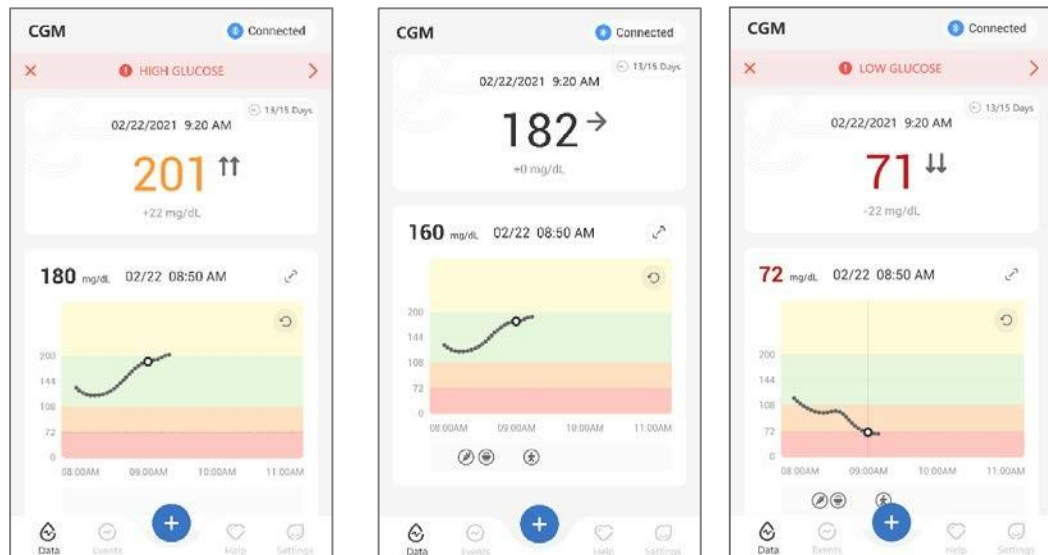 CGM
Connected
HIGH GLUCOSE
13/15 Days
02/22/2021 9:20 AM
201
+22 mg/dL
180 mg/dL 02/22 08:50 AM
200
144
108
72
0
08:00AM 09:00AM 10:00AM 11:00AM
Data Events Help Settings
CGM
Connected
13/15 Days
02/22/2021 9:20 AM
182
+0 mg/dL
160 mg/dL 02/22 08:50 AM
200
144
108
72
0
08:00AM 09:00AM 10:00AM 11:00AM
Data Events Help Settings
CGM
Connected
LOW GLUCOSE
13/15 Days
02/22/2021 9:20 AM
71
-22 mg/dL
72 mg/dL 02/22 08:50 AM
200
144
108
72
0
08:00AM 09:00AM 10:00AM 11:00AM
Data Events Help Settings